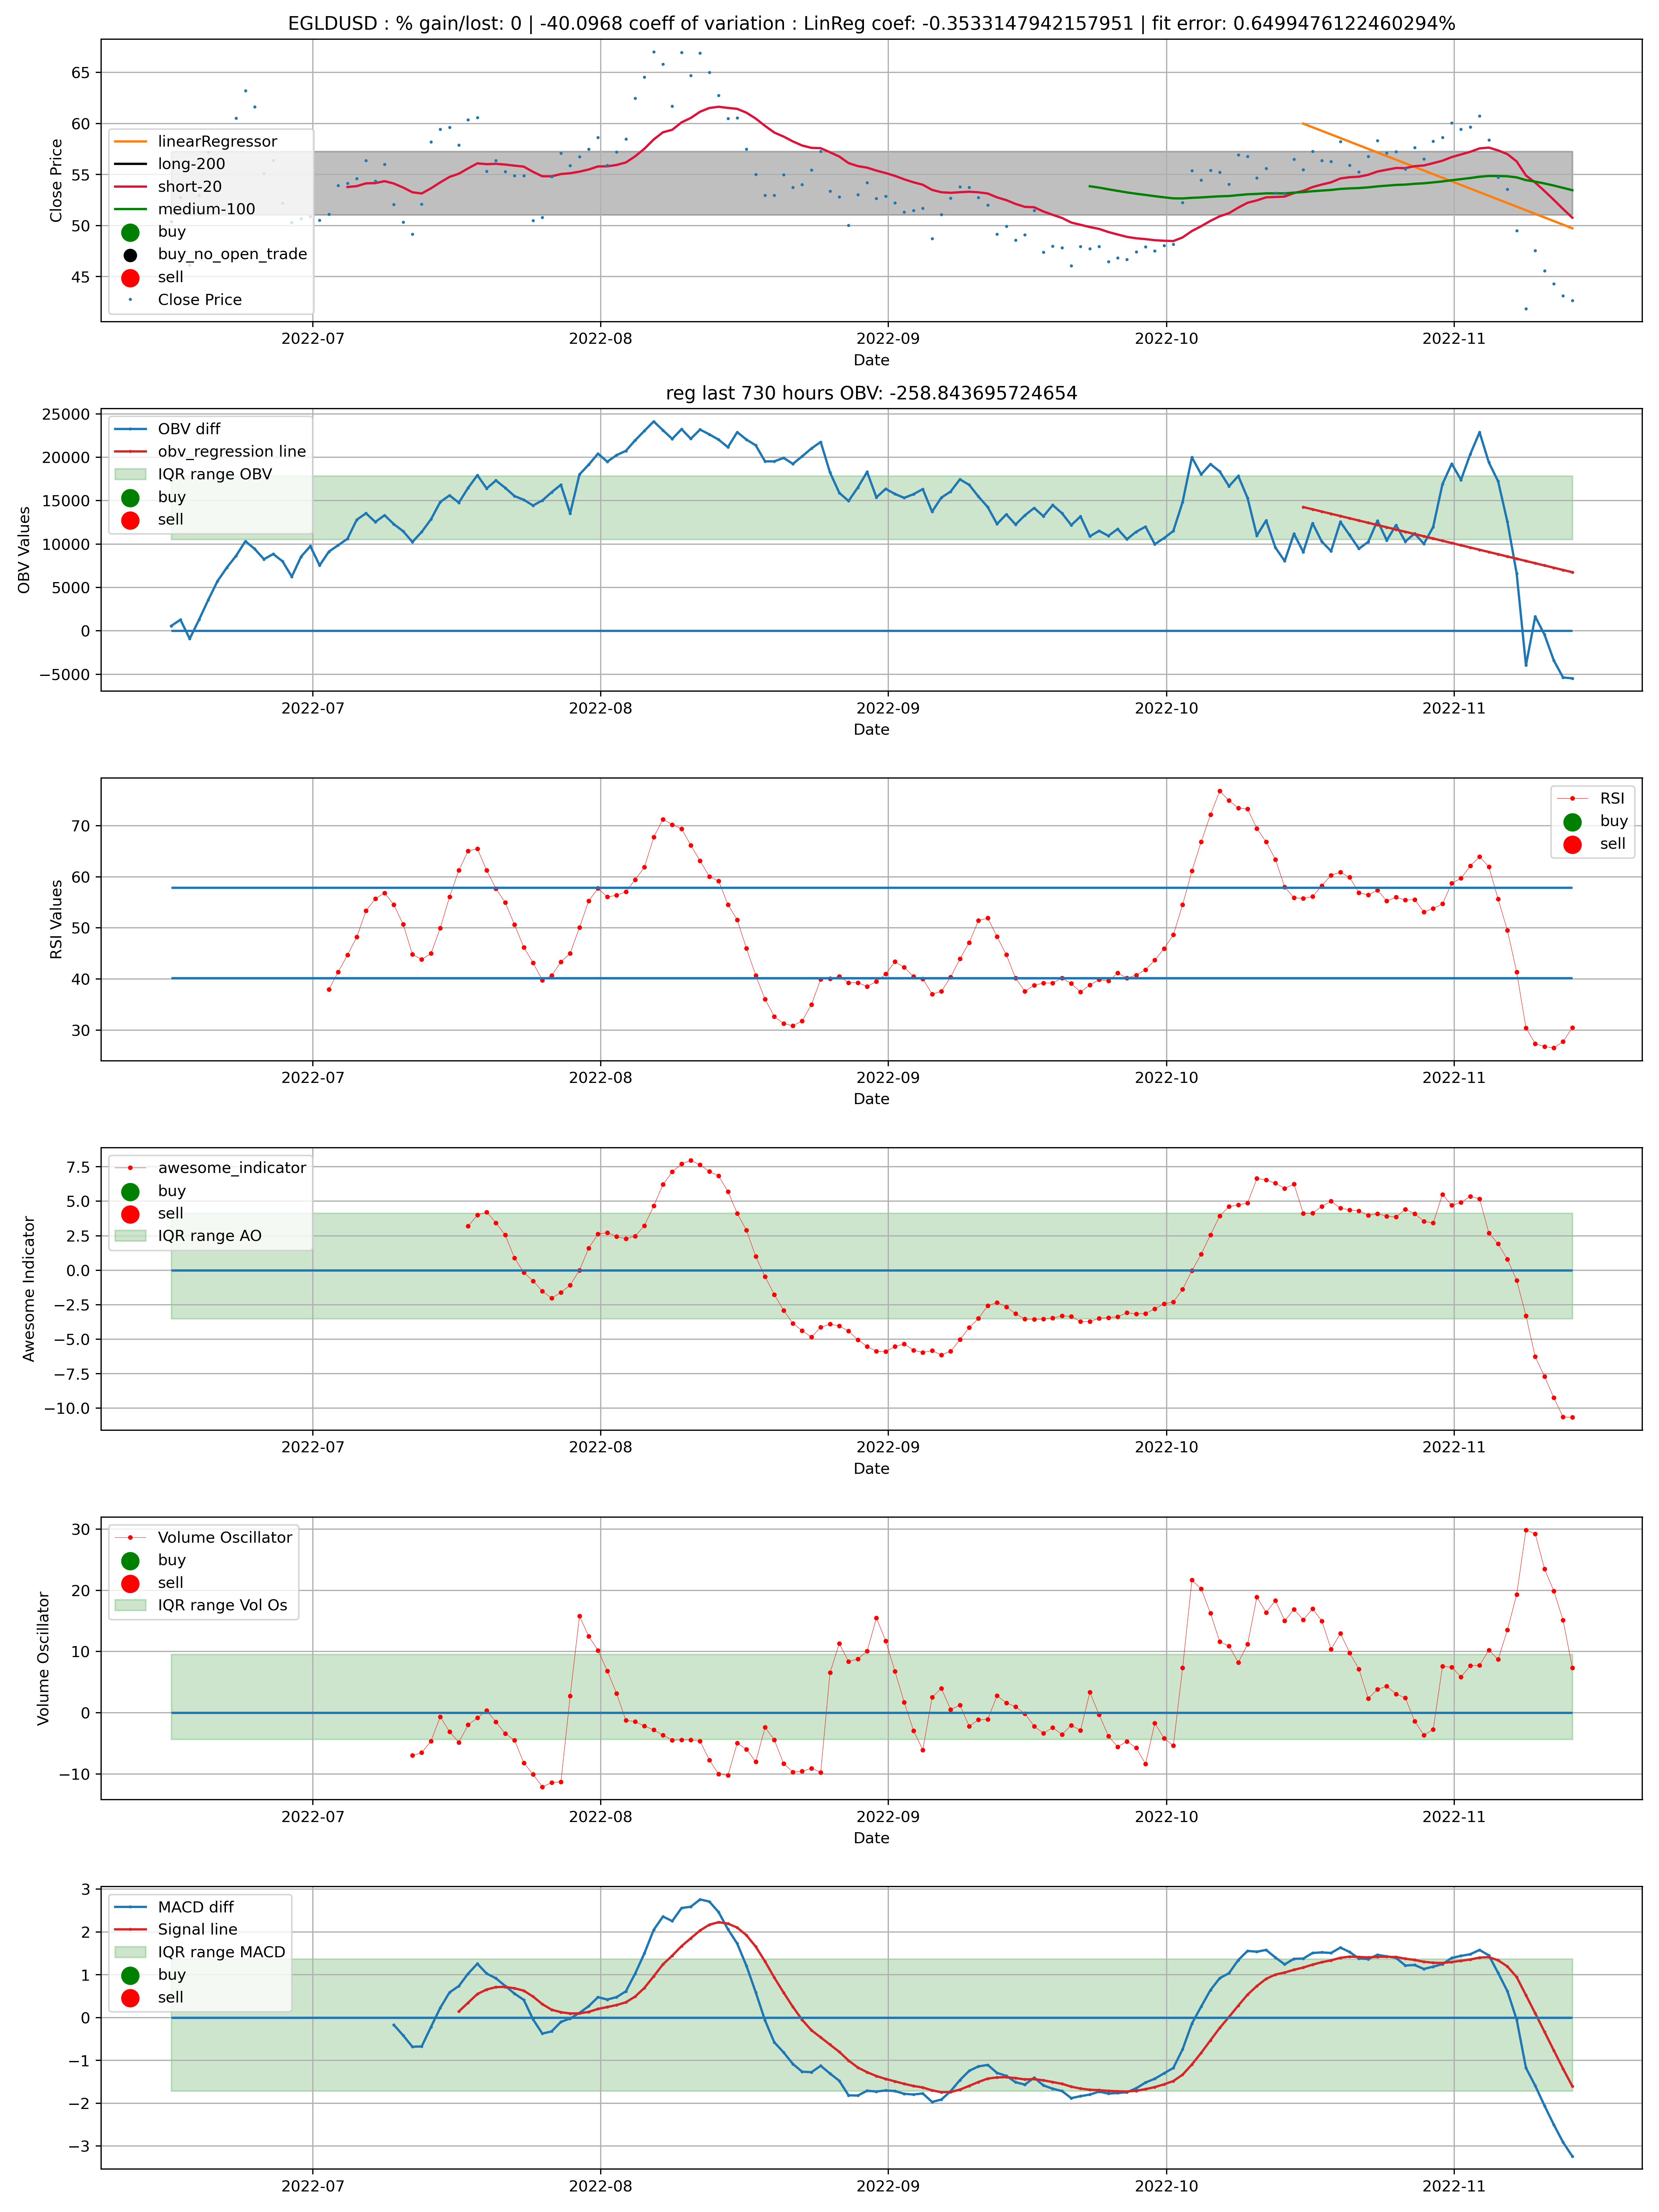 EGLDUSD : % gain/lost: 0 | -40.0968 coeff of variation : LinReg coef: -0.3533147942157951 | fit error: 0.6499476122460294%
65
60
55
50
45
Close Price
linearRegressor
long-200
short-20
medium-100
buy
buy_no_open_trade
sell
Close Price
2022-07 2022-08 2022-09 2022-10 2022-11
Date
reg last 730 hours OBV: -258.843695724654
25000
20000
15000
10000
5000
0
−5000
OBV Values
OBV diff
obv_regression line
IQR range OBV
buy
sell
2022-07 2022-08 2022-09 2022-10 2022-11
Date
70
60
50
40
30
RSI Values
RSI
buy
sell
2022-07 2022-08 2022-09 2022-10 2022-11
Date
7.5
5.0
2.5
0.0
−2.5
−5.0
−7.5
−10.0
Awesome Indicator
awesome_indicator
buy
sell
IQR range AO
2022-07 2022-08 2022-09 2022-10 2022-11
Date
30
20
10
0
−10
Volume Oscillator
Volume Oscillator
buy
sell
IQR range Vol Os
2022-07 2022-08 2022-09 2022-10 2022-11
Date
3
2
1
0
−1
−2
−3
MACD diff
Signal line
IQR range MACD
buy
sell
2022-07 2022-08 2022-09 2022-10 2022-11